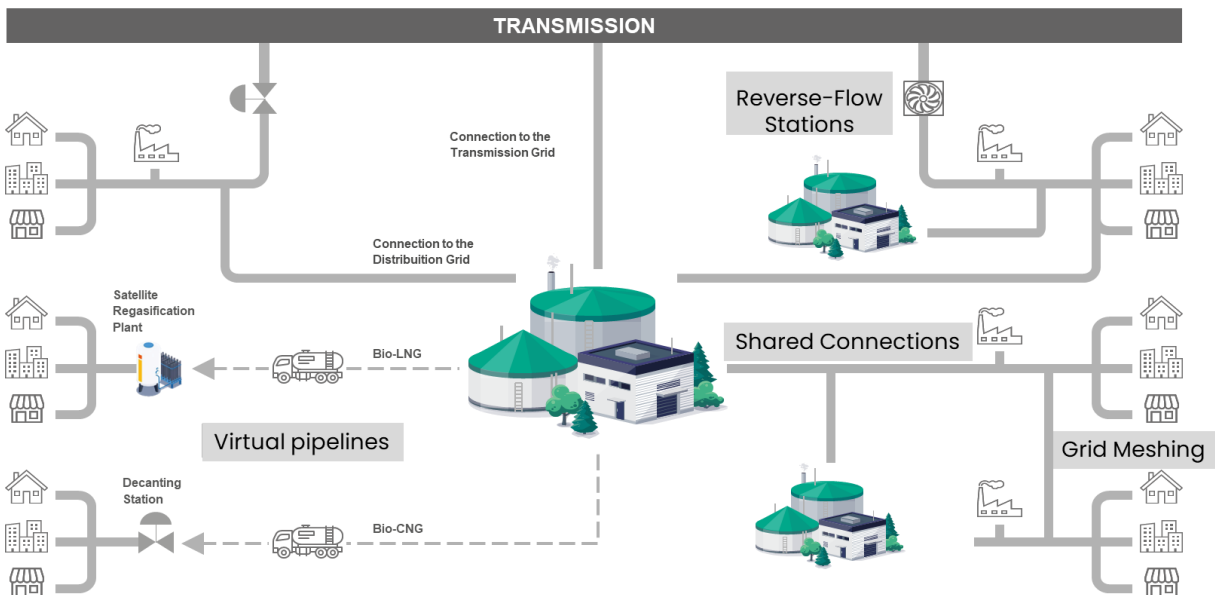 TRANSMISSION
Reverse-Flow
Stations
Connection to the
Transmission Grid
Connection to the
Distribuition Grid
Satellite
Regasification
Plant
Bio-LNG
Shared Connections
Virtual pipelines
Grid Meshing
Decanting
Station
Bio-CNG